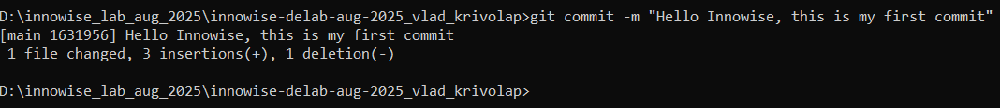 D:\innowise_lab_aug_2025\innowise-delab-aug-2025_vlad_krivolap>git commit -m "Hello Innowise, this is my first commit"
[main 1631956] Hello Innowise, this is my first commit
 1 file changed, 3 insertions(+), 1 deletion(-)
D:\innowise_lab_aug_2025\innowise-delab-aug-2025_vlad_krivolap>